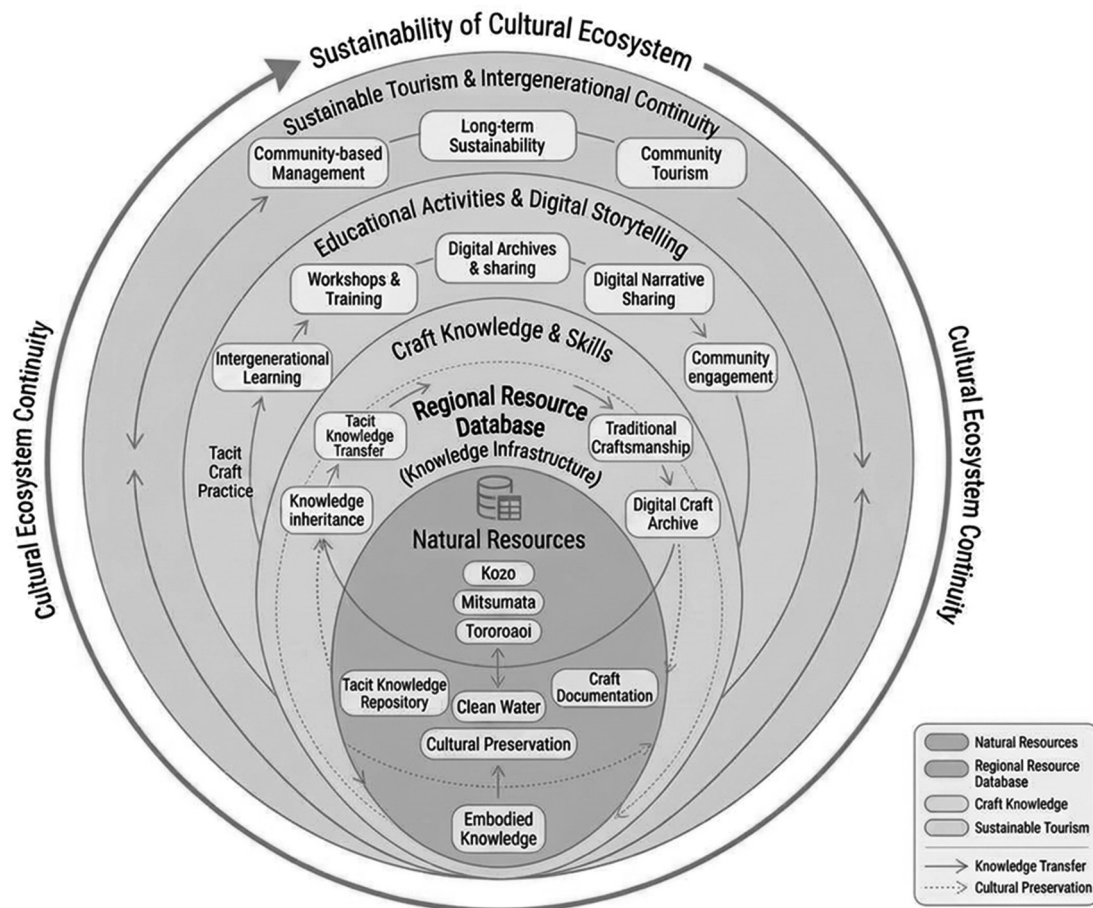 Sustainability of Cultural Ecosystem
Sustainable Tourism & Intergenerational Continuity
Community-based
Management
Long-term
Sustainability
Community
Tourism
Educational Activities & Digital Storytelling
Workshops &
Training
Digital Archives
& sharing
Digital Narrative
Sharing
Intergenerational
Learning
Community
engagement
Craft Knowledge & Skills
Tacit
Craft
Practice
Regional Resource
Database
(Knowledge Infrastructure)
Tacit
Knowledge
Transfer
Traditional
Craftsmanship
Knowledge
inheritance
Digital Craft
Archive
Natural Resources
Kozo
Mitsumata
Tororoaoi
Tacit Knowledge
Repository
Clean Water
Craft
Documentation
Cultural Preservation
Embodied
Knowledge
Cultural Ecosystem Continuity
Cultural Ecosystem Continuity
Natural Resources
Regional Resource
Database
Craft Knowledge
Sustainable Tourism
Knowledge Transfer
Cultural Preservation